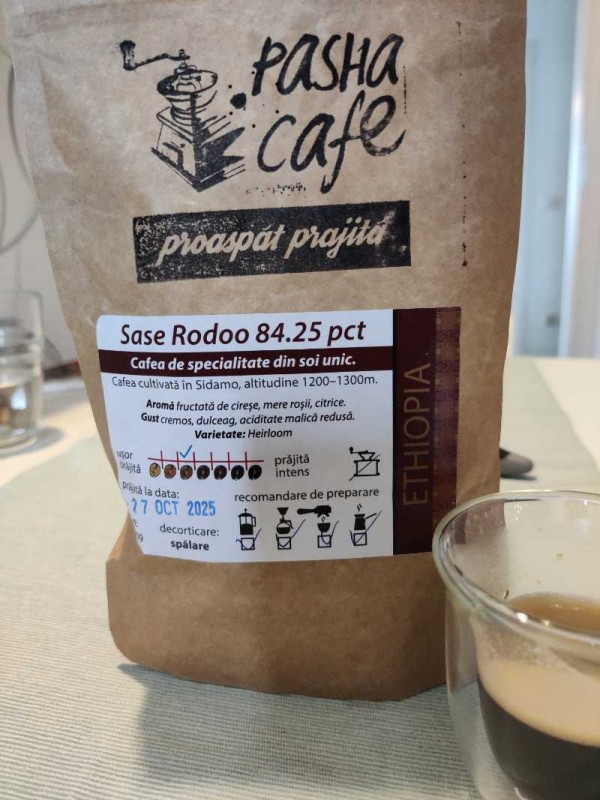 PASHA
cafe
proaspăt prăjită
Sase Rodoo 84.25 pct
Cafea de specialitate din soi unic.
Cafea cultivată în Sidamo, altitudine 1200–1300m.
Aromă fructată de cireșe, mere roșii, citrice.
Gust cremos, dulceag, aciditate malică redusă.
Varietate: Heirloom
ușor
prăjită
prăjită
intens
prăjită la data:
27 OCT 2025
recomandare de preparare
decorticare:
spălare
ETHIOPIA